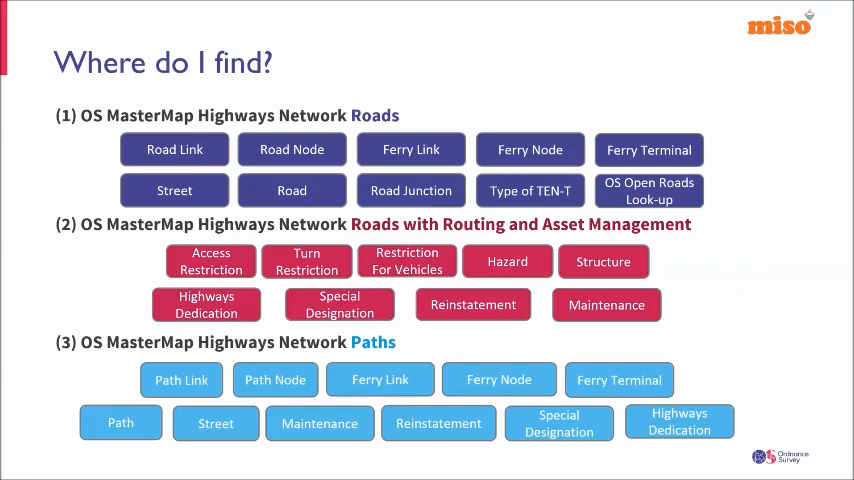 miso
Where do I find?
(1) OS MasterMap Highways Network Roads
Road Link
Road Node
Ferry Link
Ferry Node
Ferry Terminal
Street
Road
Road Junction
Type of TEN-T
OS Open Roads
Look-up
(2) OS MasterMap Highways Network Roads with Routing and Asset Management
Access
Restriction
Turn
Restriction
Restriction
For Vehicles
Hazard
Structure
Highways
Dedication
Special
Designation
Reinstatement
Maintenance
(3) OS MasterMap Highways Network Paths
Path Link
Path Node
Ferry Link
Ferry Node
Ferry Terminal
Path
Street
Maintenance
Reinstatement
Special
Designation
Highways
Dedication
OS
Ordnance
Survey